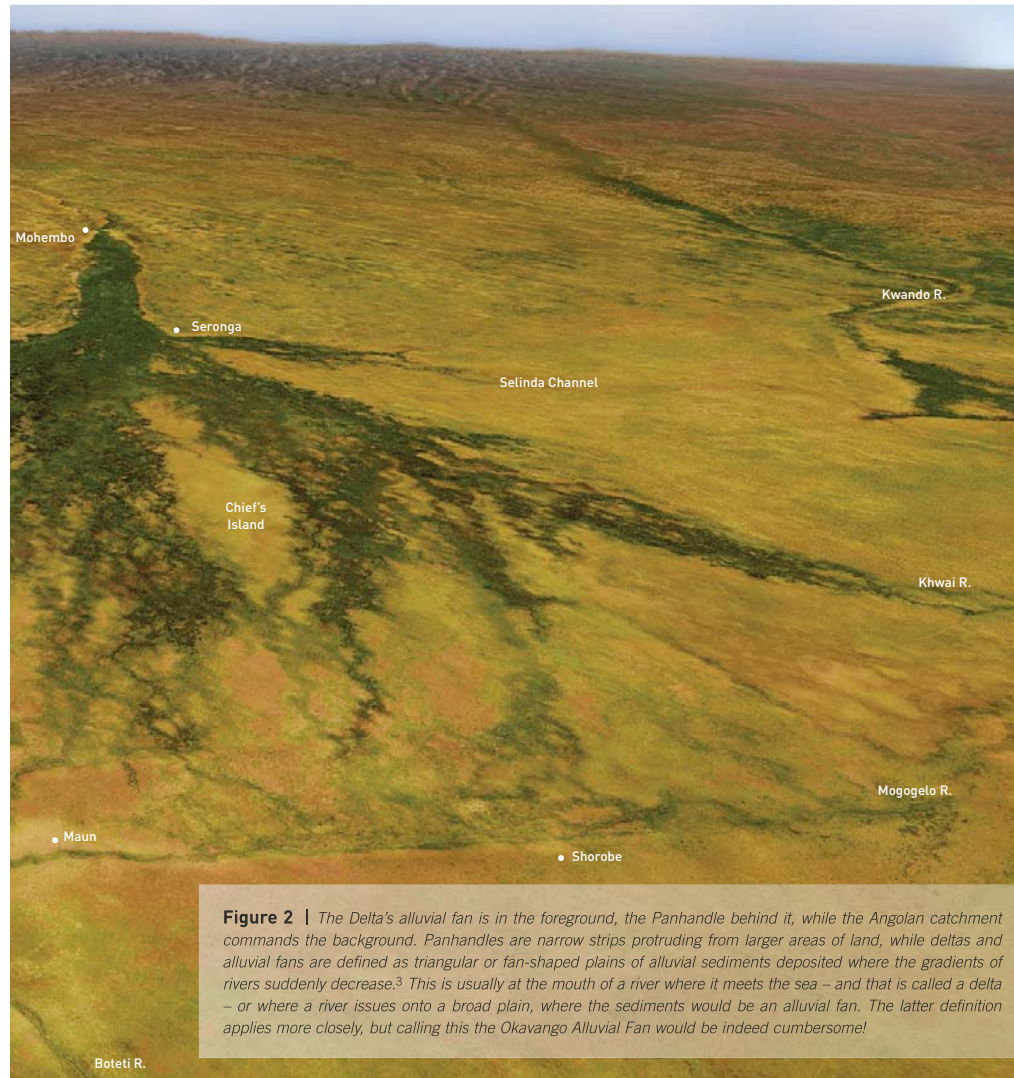 Mohembo
Kwando R.
Seronga
Selinda Channel
Chief's
Island
Khwai R.
Mogogelo R.
Maun
Shorobe
Figure 2 | The Delta's alluvial fan is in the foreground, the Panhandle behind it, while the Angolan catchment
commands the background. Panhandles are narrow strips protruding from larger areas of land, while deltas and
alluvial fans are defined as triangular or fan-shaped plains of alluvial sediments deposited where the gradients of
rivers suddenly decrease.³ This is usually at the mouth of a river where it meets the sea – and that is called a delta
– or where a river issues onto a broad plain, where the sediments would be an alluvial fan. The latter definition
applies more closely, but calling this the Okavango Alluvial Fan would be indeed cumbersome!
Boteti R.